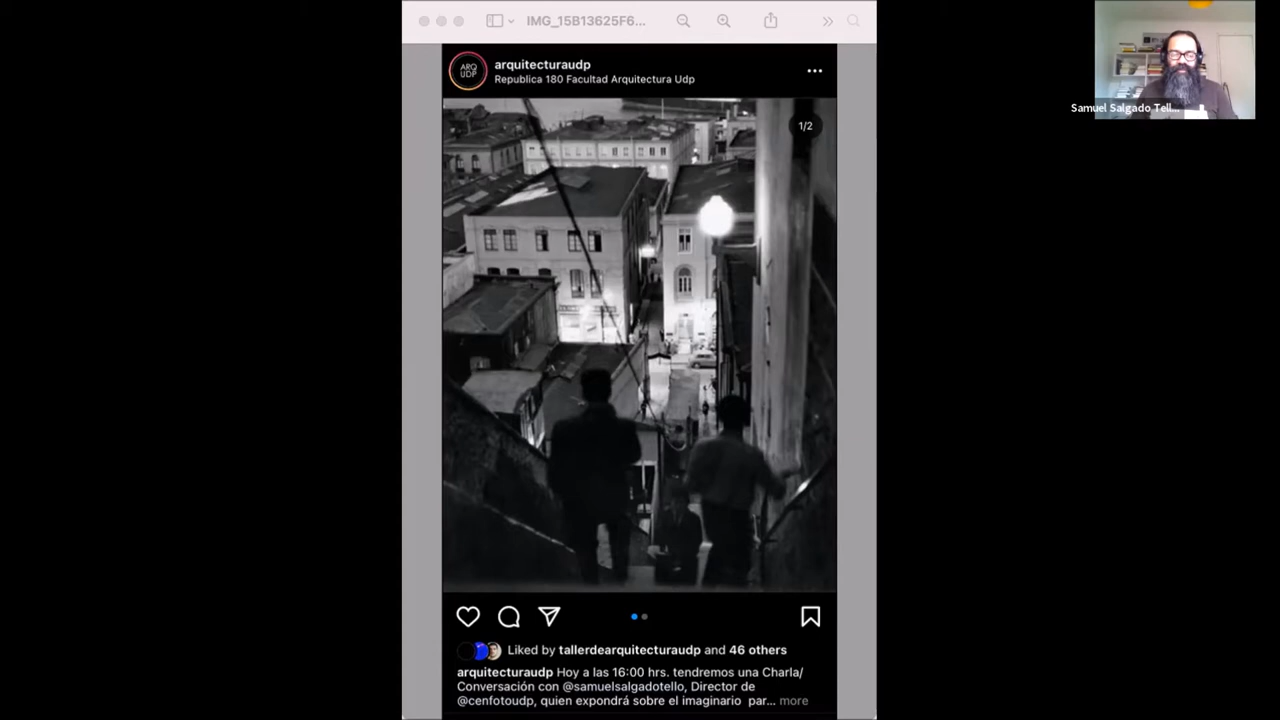 IMG_15B13625F6...
arquitecturaudp
Republica 180 Facultad Arquitectura Udp
ARQ
UDP
1/2
Samuel Salgado Tell...
Liked by tallerdearquitecturaudp and 46 others
arquitecturaudp Hoy a las 16:00 hrs. tendremos una Charla/
Conversación con @samuelsalgadotello, Director de
@cenfotoudp, quien expondrá sobre el imaginario par... more